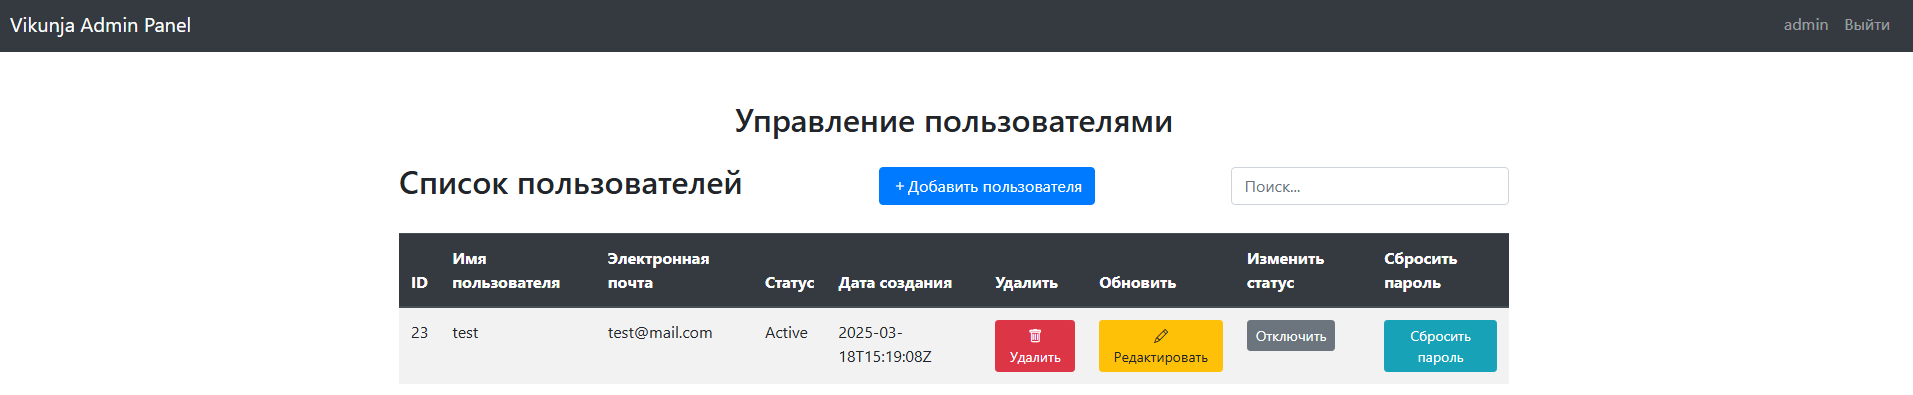 Vikunja Admin Panel
admin Выйти
Управление пользователями
Список пользователей
+ Добавить пользователя
Поиск...
ID
Имя
пользователя
Электронная
почта
Статус
Дата создания
Удалить
Обновить
Изменить
статус
Сбросить
пароль
23
test
test@mail.com
Active
2025-03-
18T15:19:08Z
Удалить
Редактировать
Отключить
Сбросить
пароль